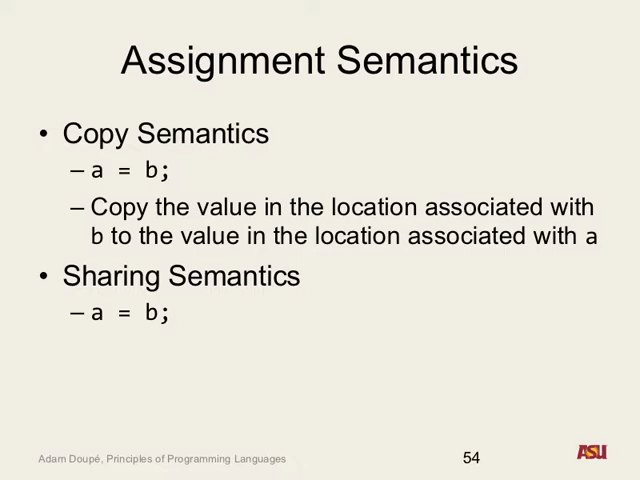 Assignment Semantics
• Copy Semantics
– a = b;
– Copy the value in the location associated with
b to the value in the location associated with a
• Sharing Semantics
– a = b;
Adam Doupé, Principles of Programming Languages
54
ASU